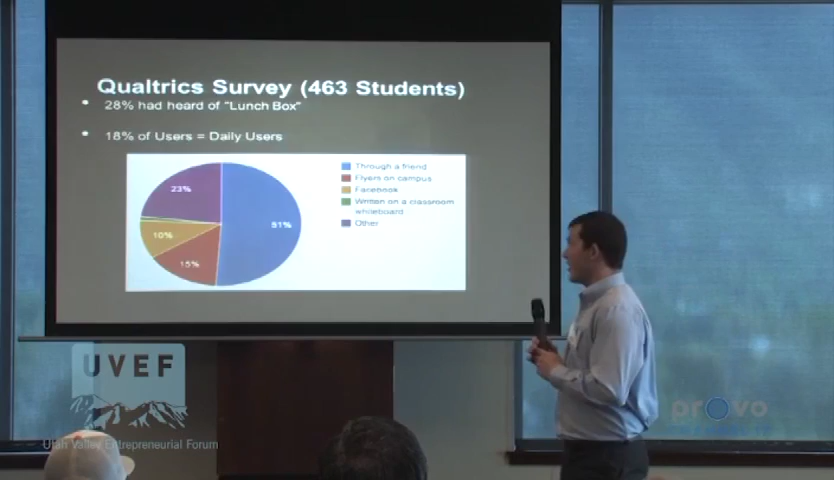 Qualtrics Survey (463 Students)
• 28% had heard of "Lunch Box"
• 18% of Users = Daily Users
23%
51%
10%
15%
Through a friend
Flyers on campus
Facebook
Written on a classroom
whiteboard
Other
UVEF
Utah Valley Entrepreneurial Forum
provo